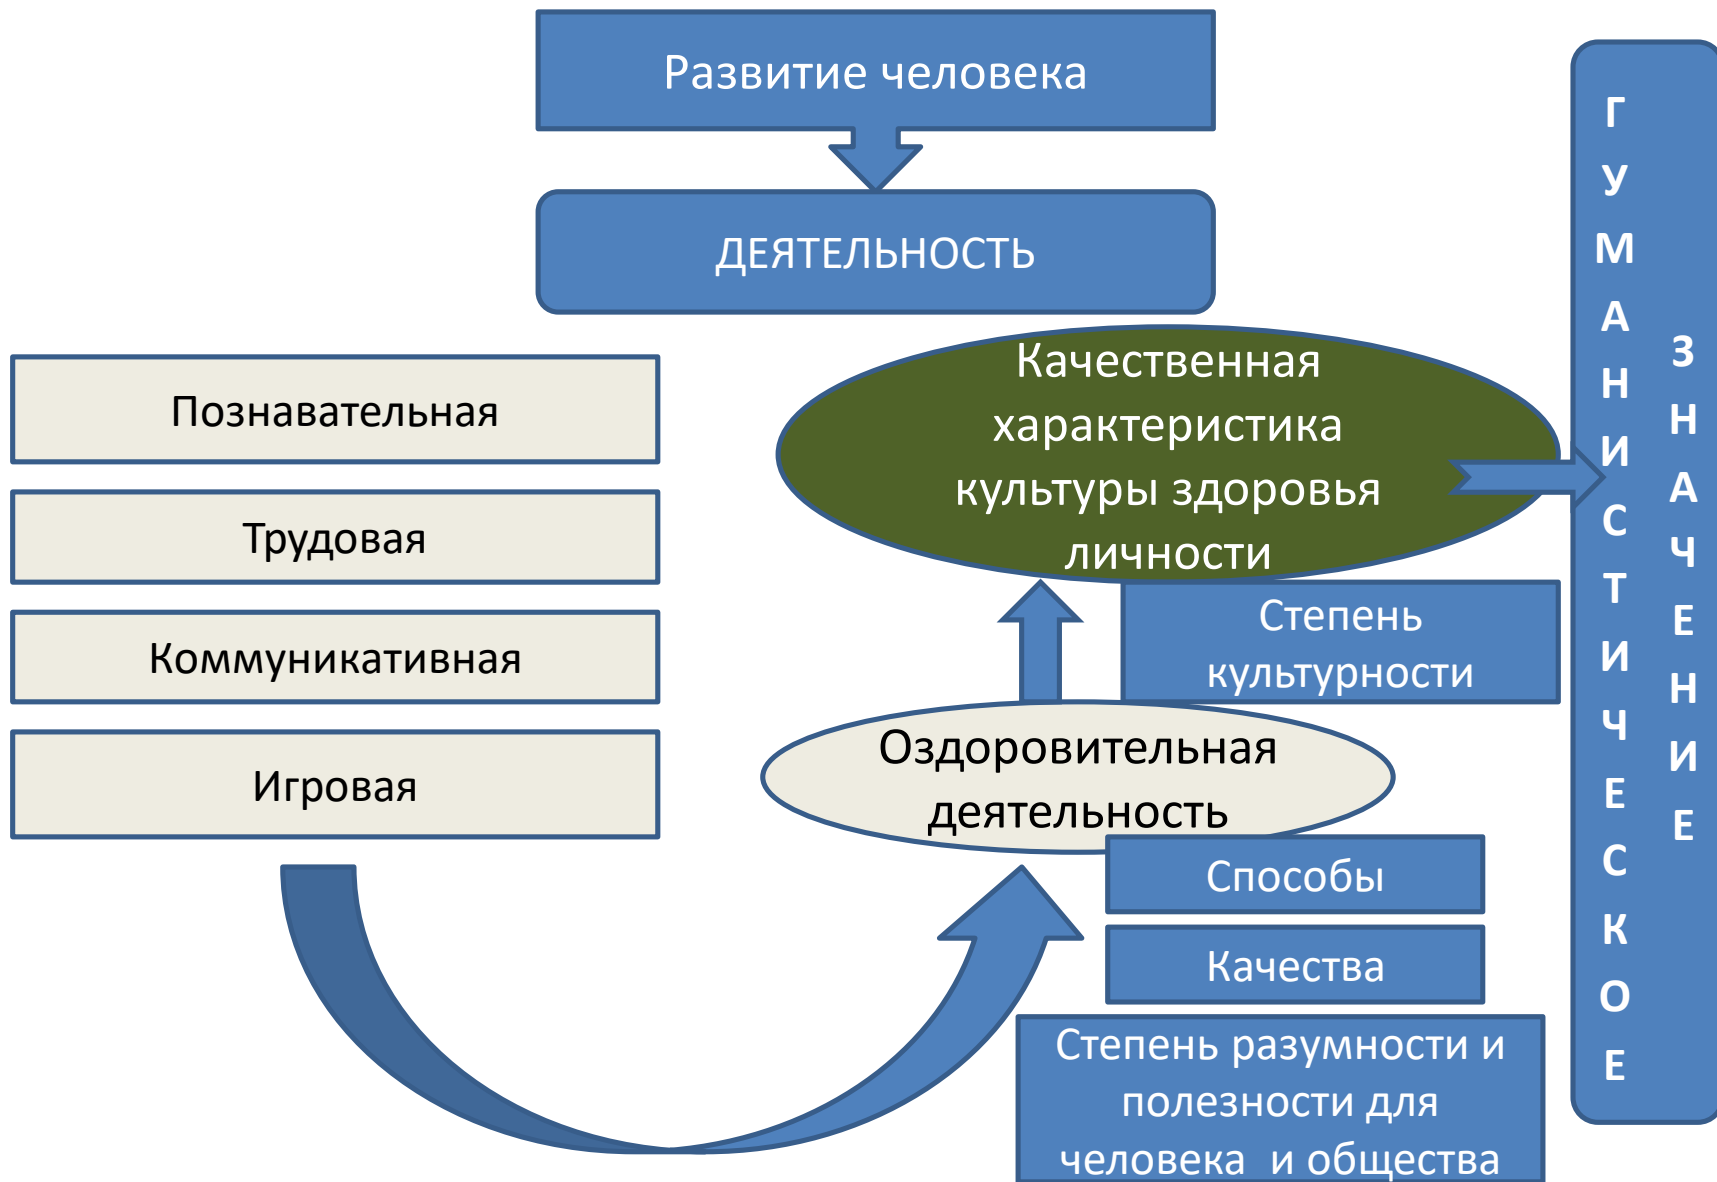 Развитие человека
ДЕЯТЕЛЬНОСТЬ
Познавательная
Трудовая
Коммуникативная
Игровая
Качественная
характеристика
культуры здоровья
личности
Степень
культурности
Оздоровительная
деятельность
Способы
Качества
Степень разумности и
полезности для
человека и общества
ГУМАНИСТИЧЕСКОЕ
ЗНАЧЕНИЕ